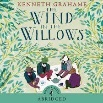 KENNETH GRAHAME
THE WIND
IN THE
WILLOWS
ABRIDGED